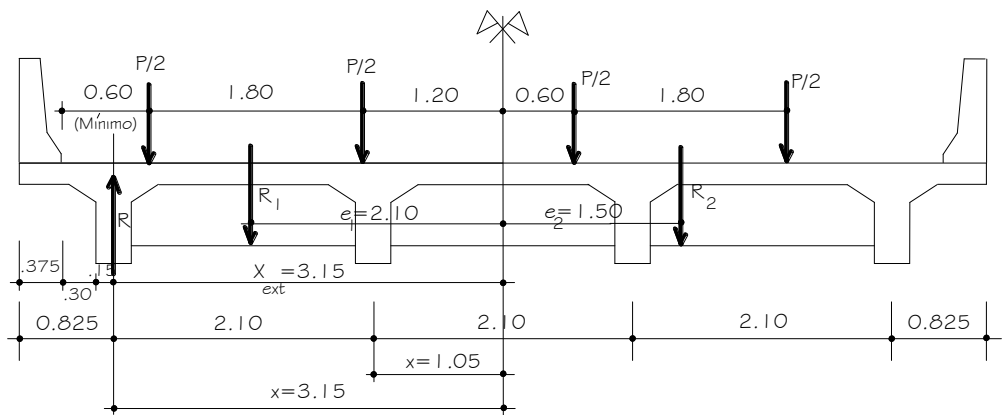 P/2
P/2
P/2
P/2
0.60
1.80
1.20
0.60
1.80
(Mínimo)
R
R1
R2
e1=2.10
e2=1.50
.375
.30
.15
Xext=3.15
0.825
2.10
2.10
2.10
0.825
x=1.05
x=3.15